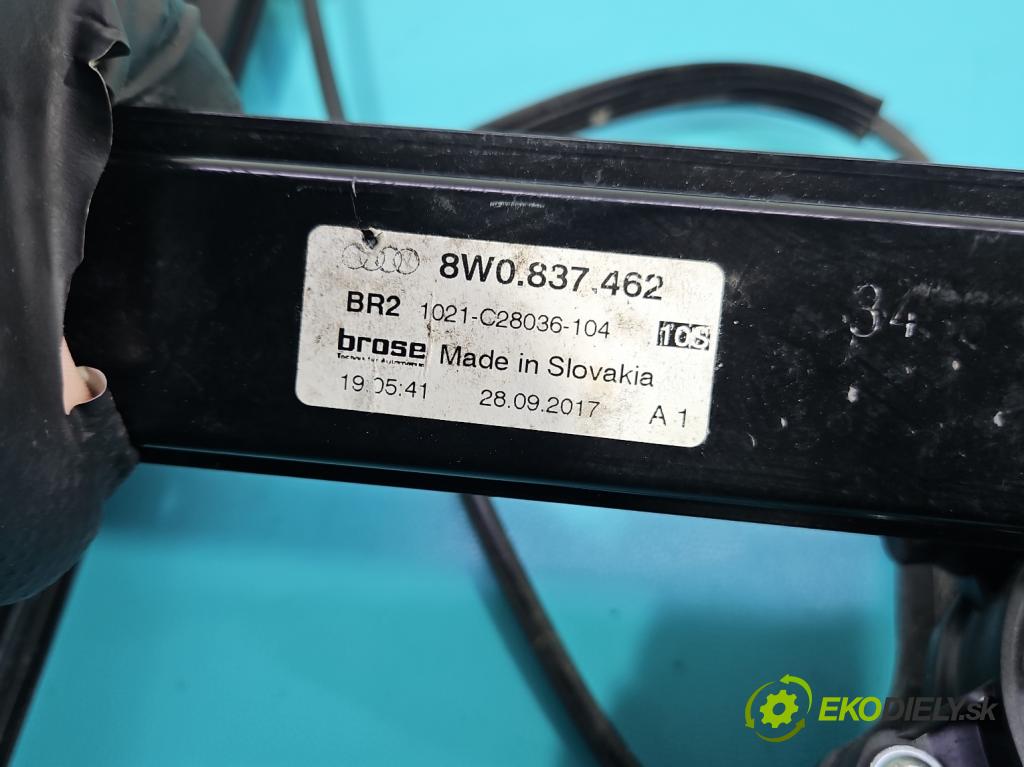 8W0.837.462
BR2 1021-C28036-104 10S
brose Made in Slovakia
19:05:41 28.09.2017 A 1
34
EKODIELY.sk